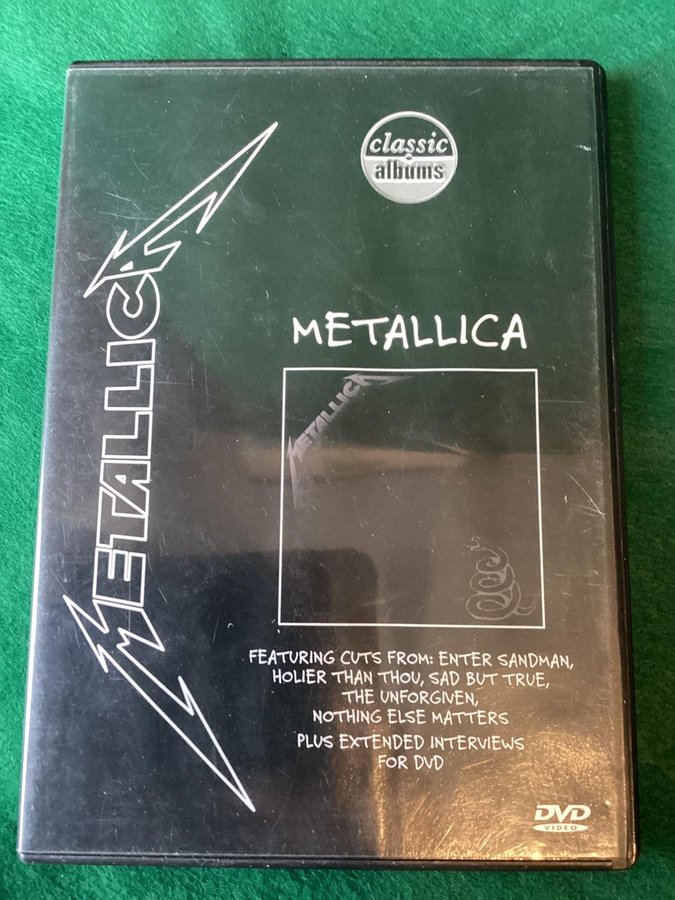 METALLICA
classic
albums
METALLICA
METALLICA
FEATURING CUTS FROM: ENTER SANDMAN,
HOLIER THAN THOU, SAD BUT TRUE,
THE UNFORGIVEN,
NOTHING ELSE MATTERS
PLUS EXTENDED INTERVIEWS
FOR DVD
DVD
VIDEO